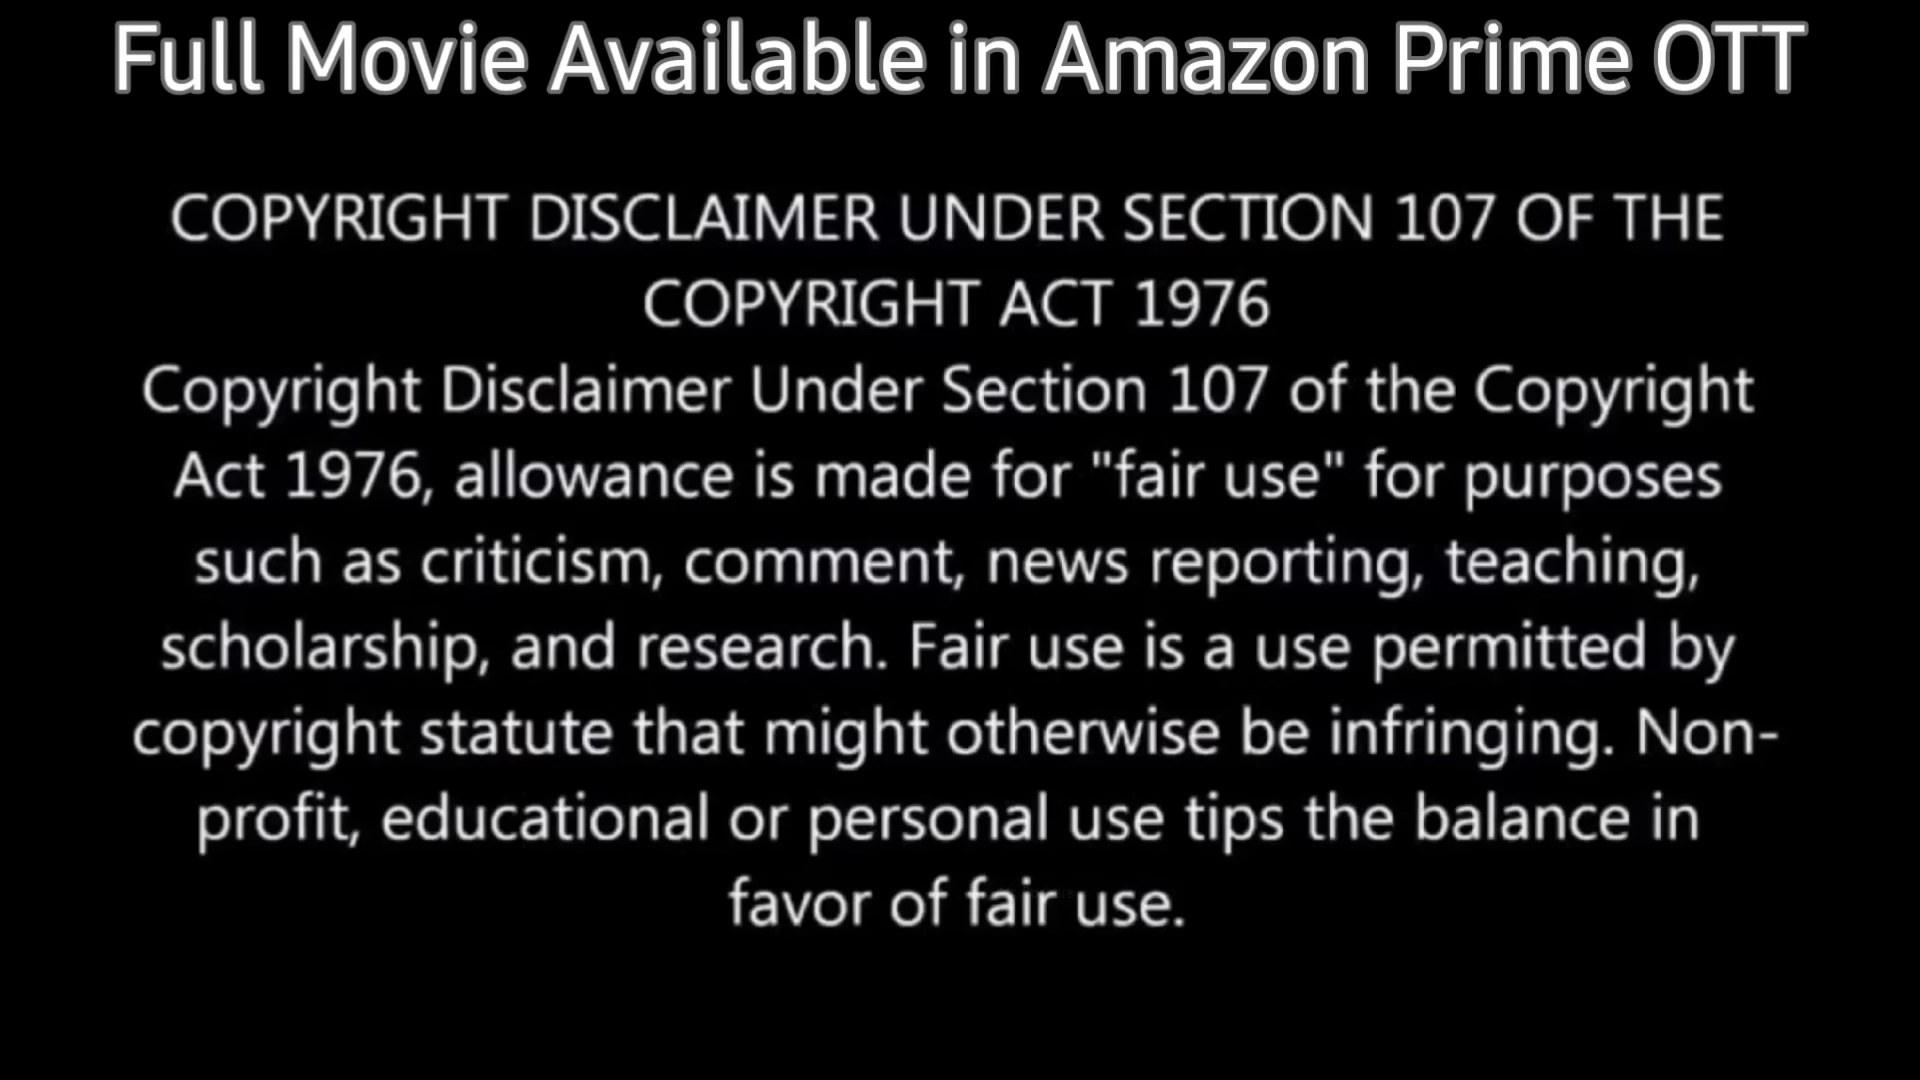 Full Movie Available in Amazon Prime OTT
COPYRIGHT DISCLAIMER UNDER SECTION 107 OF THE
COPYRIGHT ACT 1976
Copyright Disclaimer Under Section 107 of the Copyright
Act 1976, allowance is made for "fair use" for purposes
such as criticism, comment, news reporting, teaching,
scholarship, and research. Fair use is a use permitted by
copyright statute that might otherwise be infringing. Non-
profit, educational or personal use tips the balance in
favor of fair use.